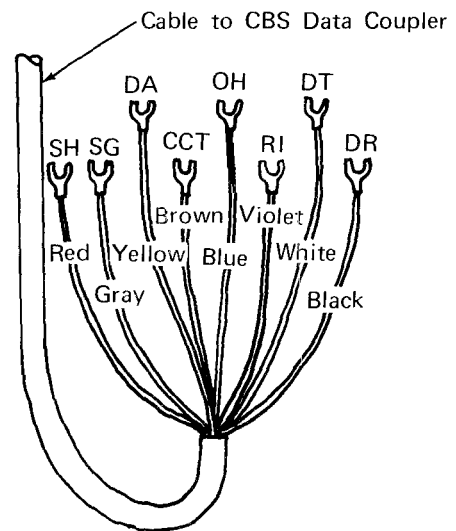 Cable to CBS Data Coupler
DA OH DT
SH SG CCT RI DR
Brown Violet
Red Yellow Blue White
Gray Black